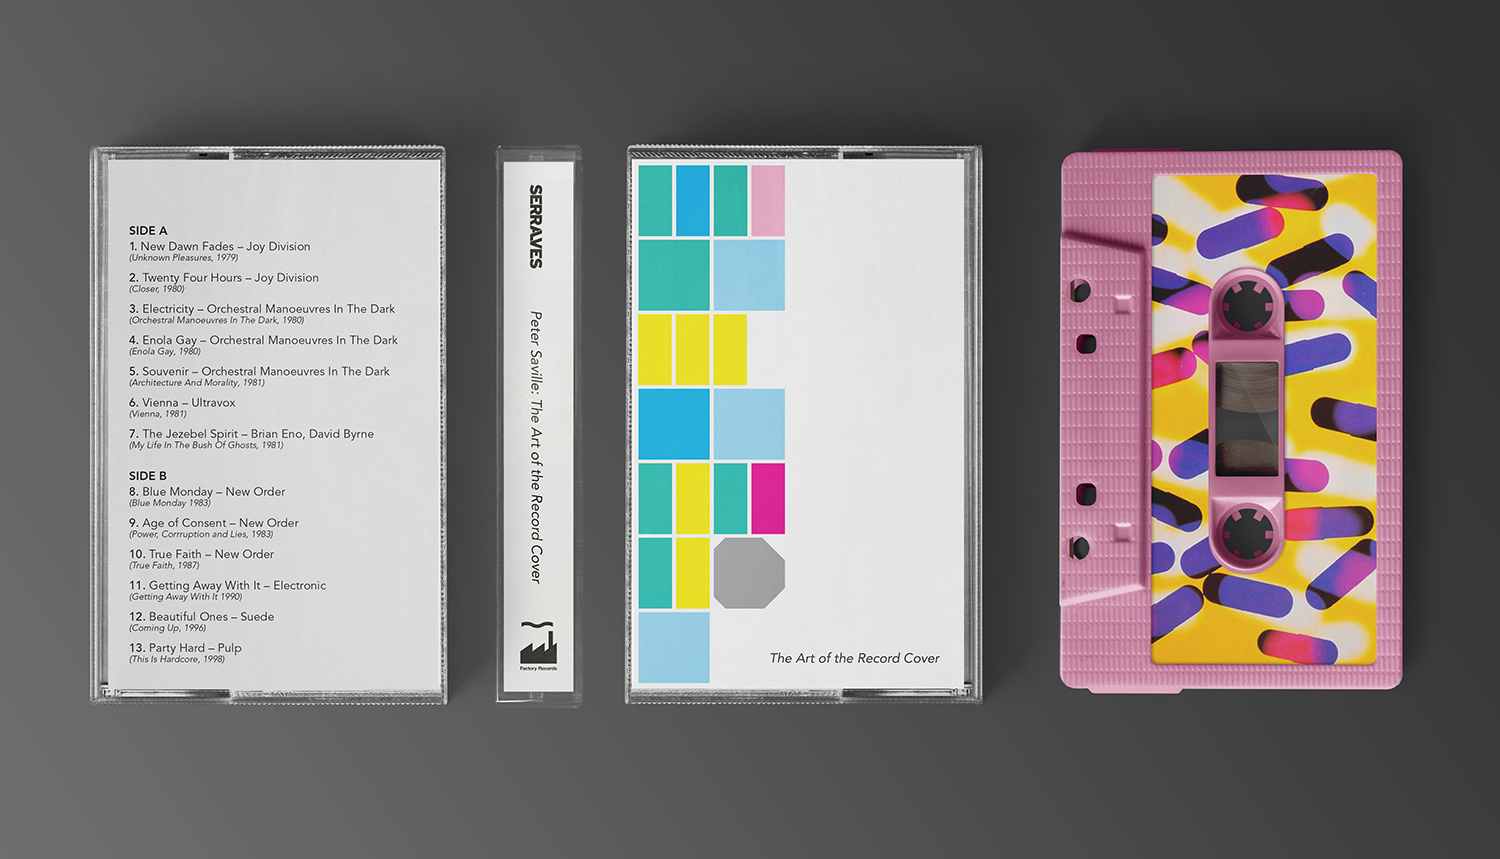 SIDE A
1. New Dawn Fades – Joy Division
(Unknown Pleasures, 1979)
2. Twenty Four Hours – Joy Division
(Closer, 1980)
3. Electricity – Orchestral Manoeuvres In The Dark
(Orchestral Manoeuvres In The Dark, 1980)
4. Enola Gay – Orchestral Manoeuvres In The Dark
(Enola Gay, 1980)
5. Souvenir – Orchestral Manoeuvres In The Dark
(Architecture And Morality, 1981)
6. Vienna – Ultravox
(Vienna, 1981)
7. The Jezebel Spirit – Brian Eno, David Byrne
(My Life In The Bush Of Ghosts, 1981)
SIDE B
8. Blue Monday – New Order
(Blue Monday 1983)
9. Age of Consent – New Order
(Power, Corrruption and Lies, 1983)
10. True Faith – New Order
(True Faith, 1987)
11. Getting Away With It – Electronic
(Getting Away With It 1990)
12. Beautiful Ones – Suede
(Coming Up, 1996)
13. Party Hard – Pulp
(This Is Hardcore, 1998)
SERRAVES
Peter Saville: The Art of the Record Cover
Factory Records
The Art of the Record Cover